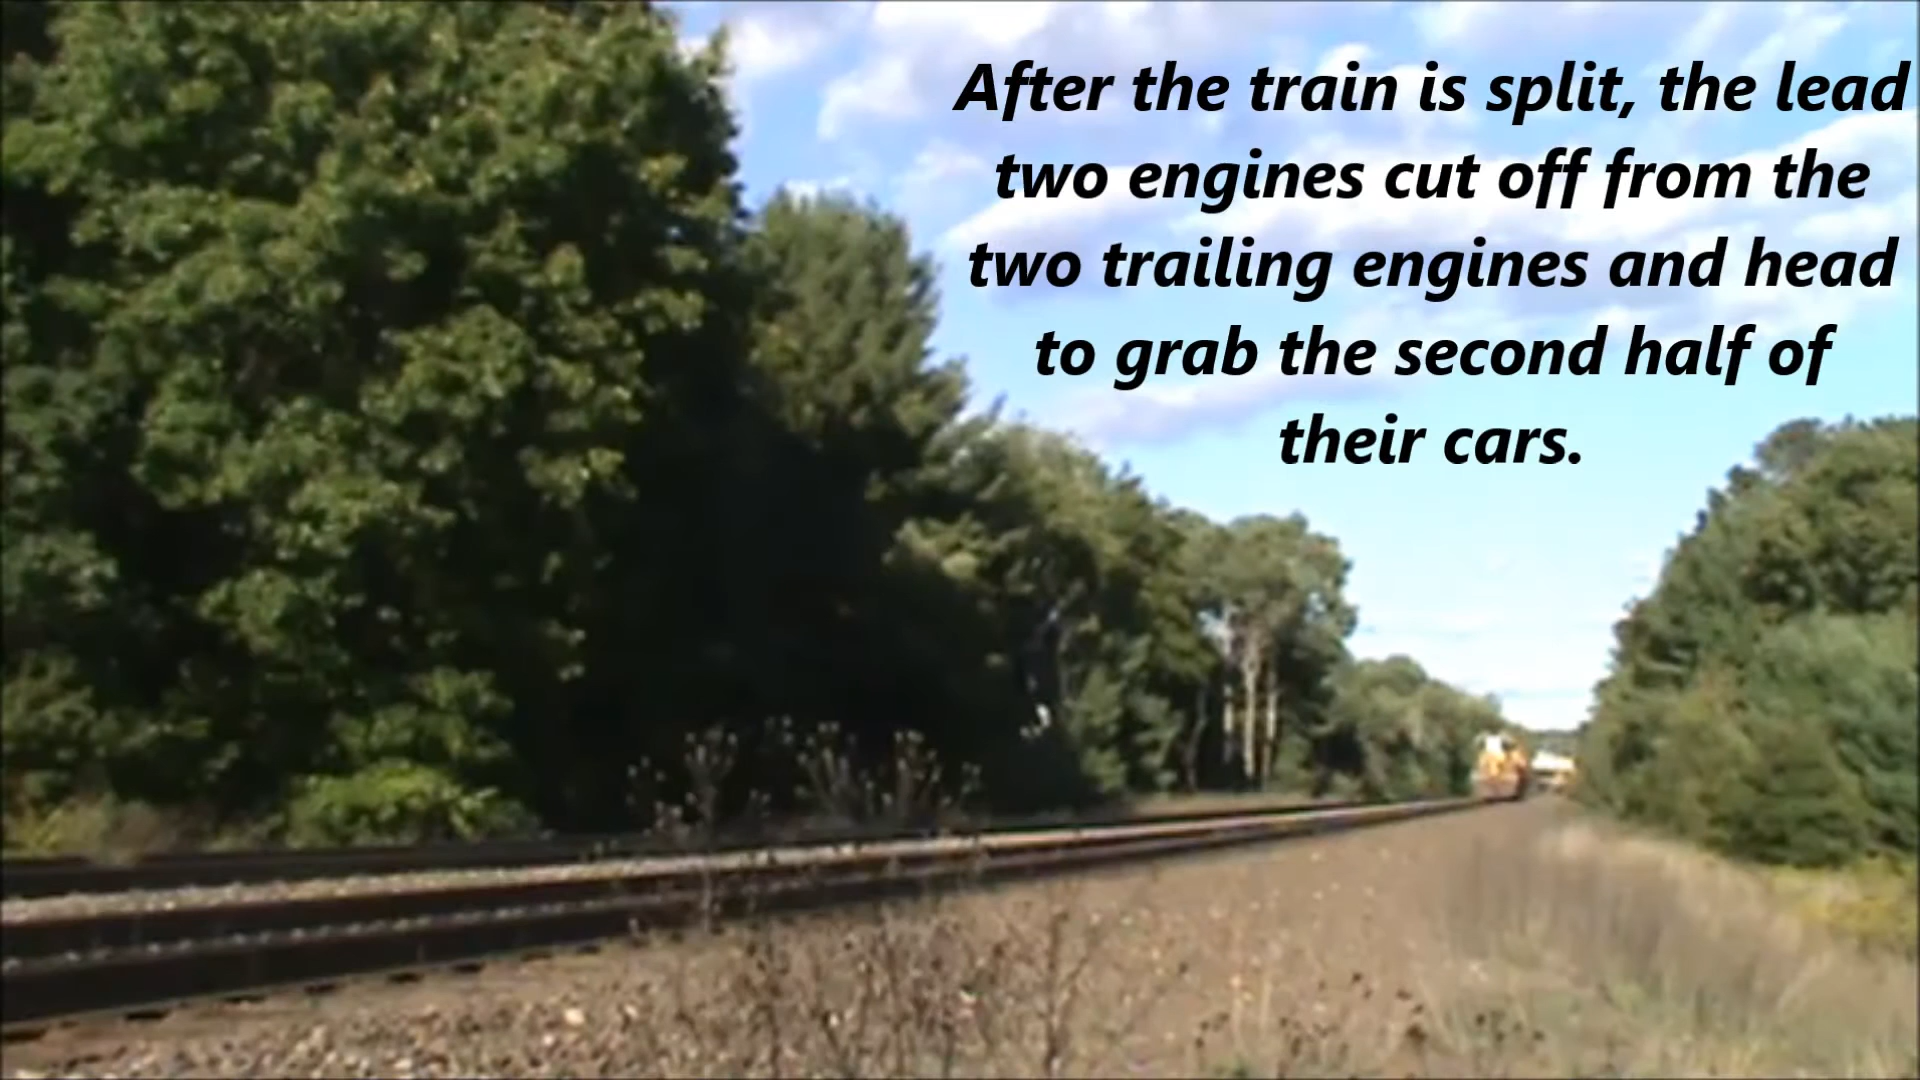 After the train is split, the lead
two engines cut off from the
two trailing engines and head
to grab the second half of
their cars.